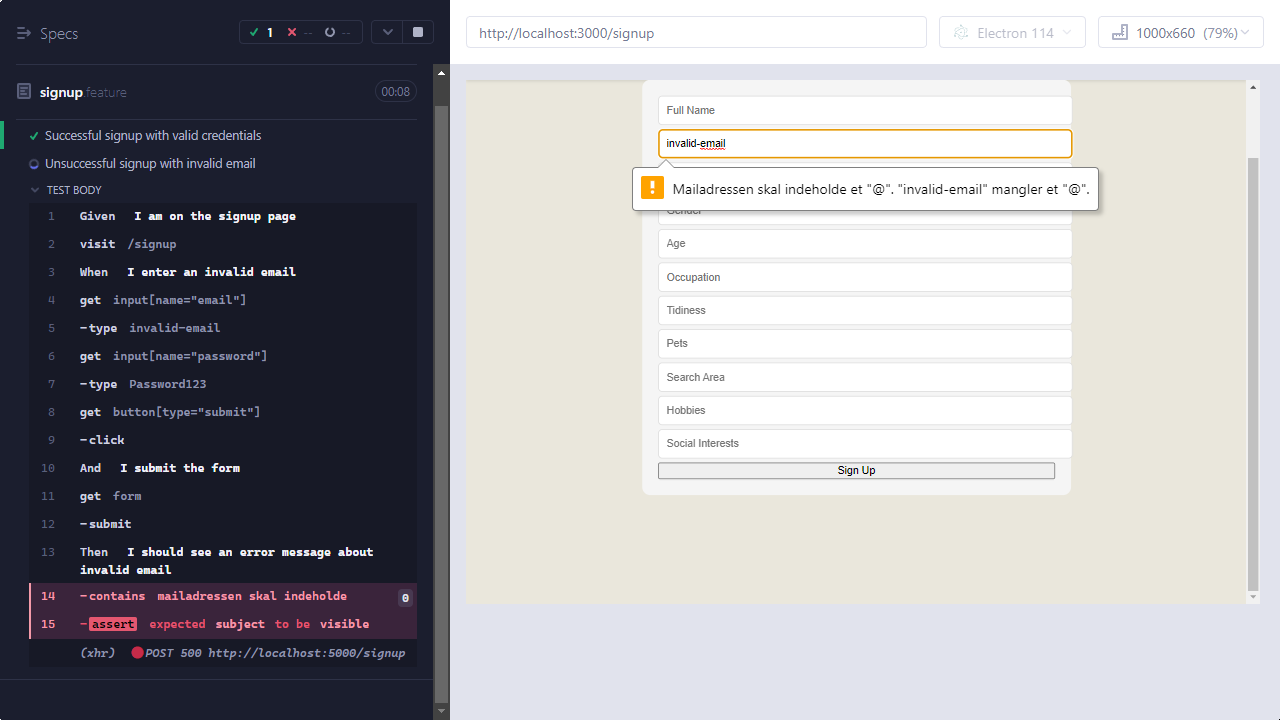 Specs
1 -- --
signup.feature 00:08
Successful signup with valid credentials
Unsuccessful signup with invalid email
TEST BODY
1 Given I am on the signup page
2 visit /signup
3 When I enter an invalid email
4 get input[name="email"]
5 -type invalid-email
6 get input[name="password"]
7 -type Password123
8 get button[type="submit"]
9 -click
10 And I submit the form
11 get form
12 -submit
13 Then I should see an error message about
invalid email
14 -contains mailadressen skal indeholde 0
15 -assert expected subject to be visible
(xhr) POST 500 http://localhost:5000/signup
http://localhost:3000/signup
Electron 114
1000x660 (79%)
Full Name
invalid-email
Mailadressen skal indeholde et "@". "invalid-email" mangler et "@".
Gender
Age
Occupation
Tidiness
Pets
Search Area
Hobbies
Social Interests
Sign Up